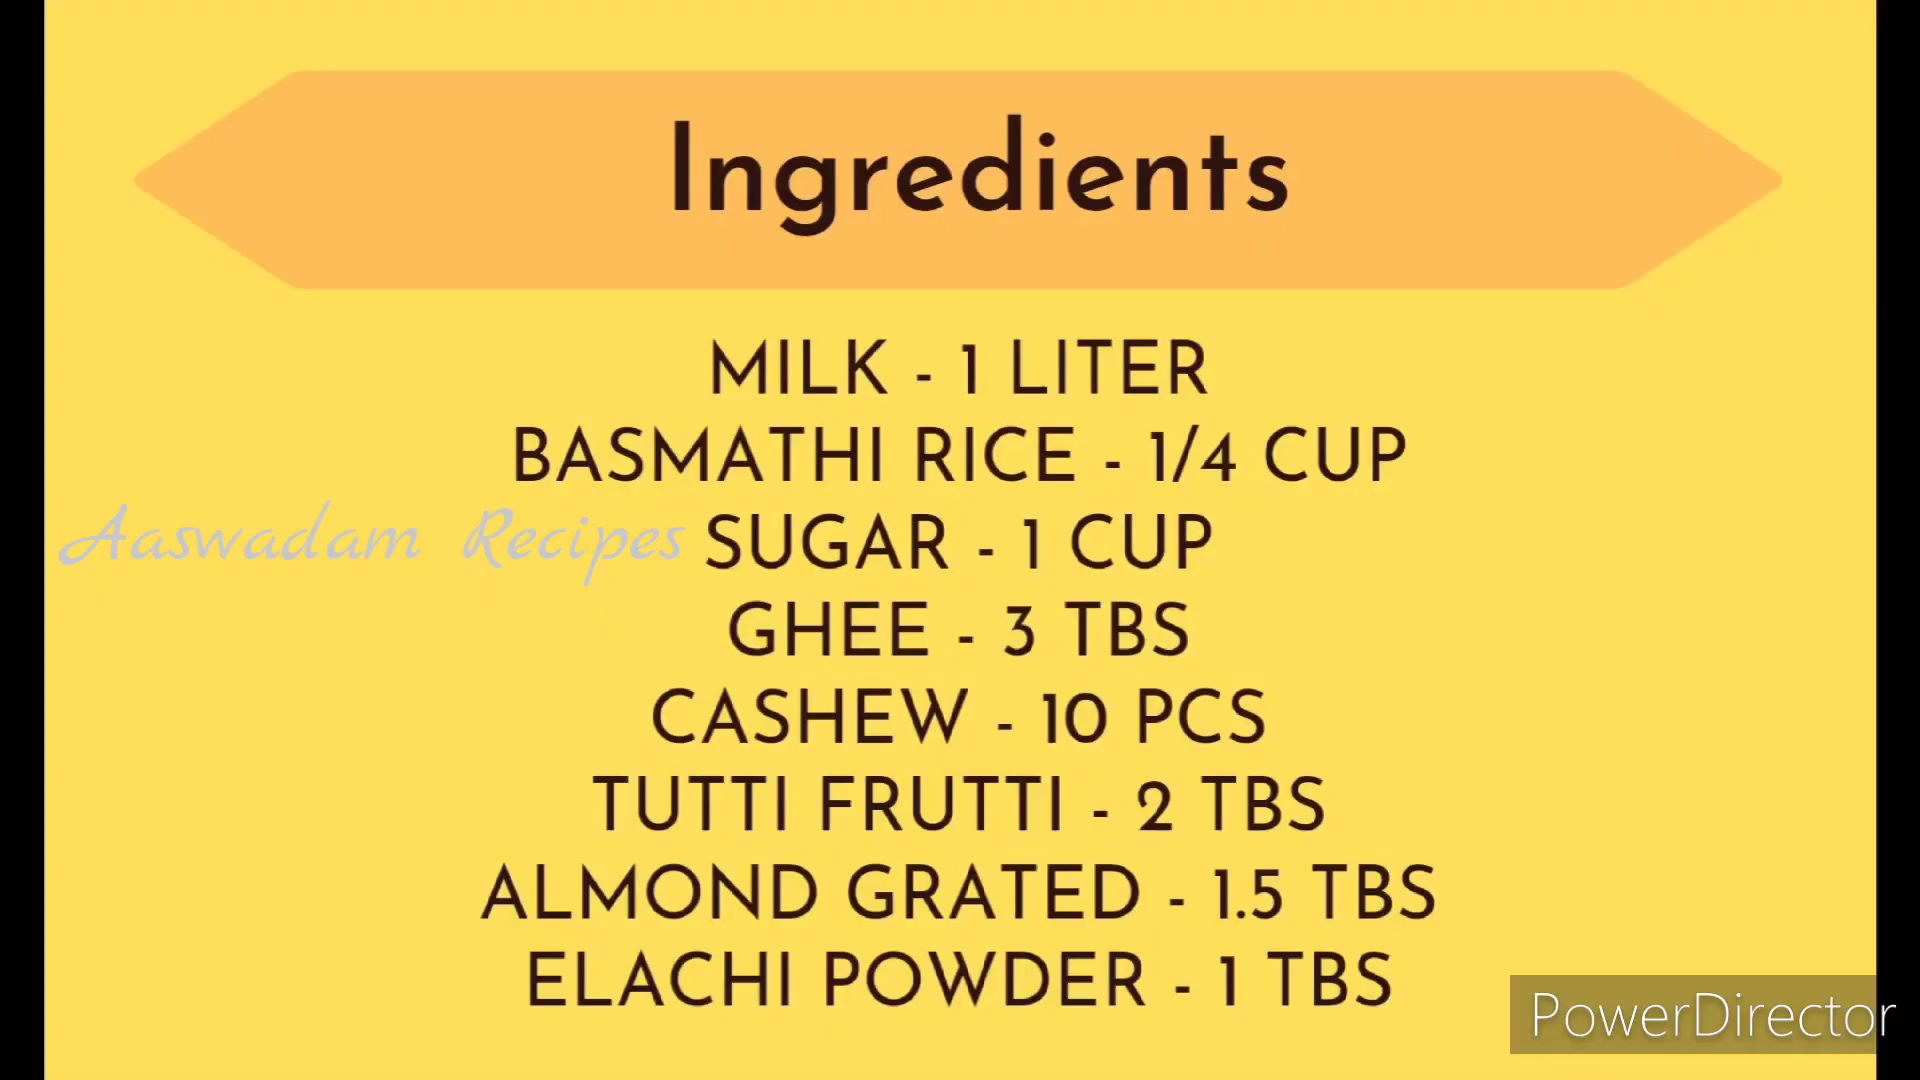 Ingredients
MILK - 1 LITER
BASMATHI RICE - 1/4 CUP
Aaswadam Recipes
SUGAR - 1 CUP
GHEE - 3 TBS
CASHEW - 10 PCS
TUTTI FRUTTI - 2 TBS
ALMOND GRATED - 1.5 TBS
ELACHI POWDER - 1 TBS
PowerDirector